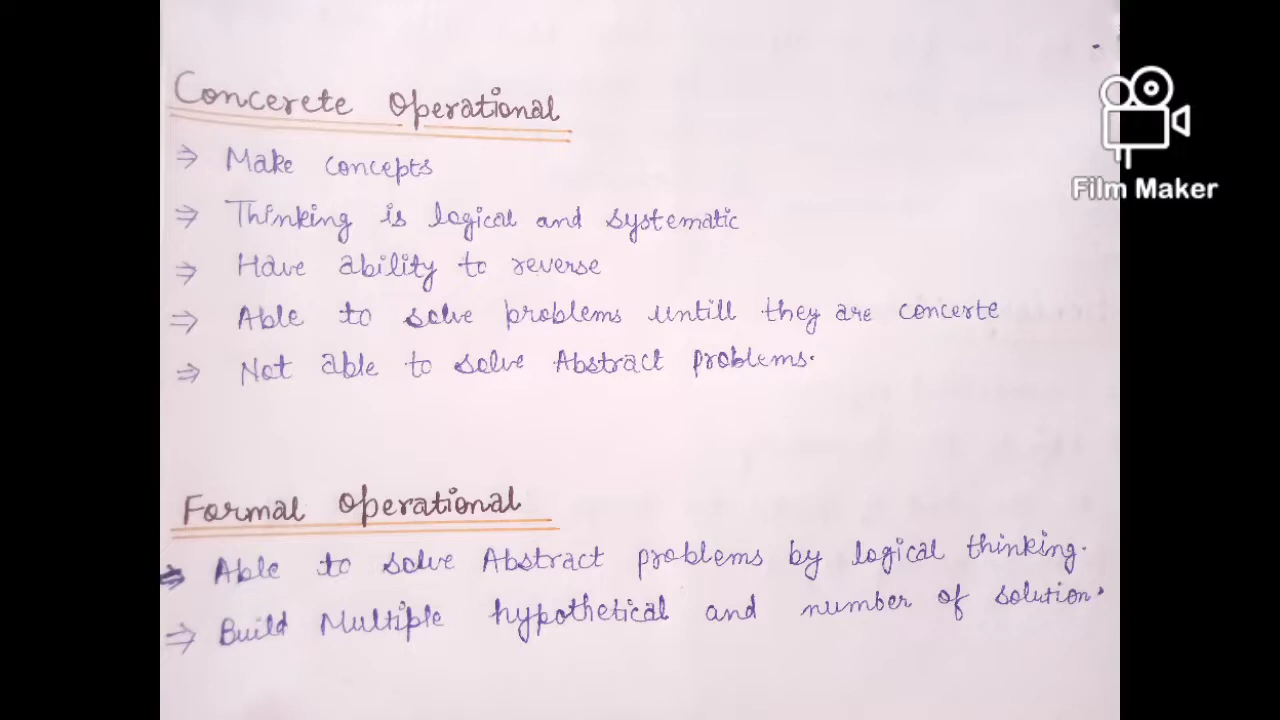 Concrete Operational
⇒ Make concepts
⇒ Thinking is logical and systematic
⇒ Have ability to reverse
⇒ Able to solve problems untill they are concerte
⇒ Not able to solve Abstract problems.
Formal Operational
⇒ Able to solve Abstract problems by logical thinking.
⇒ Build Multiple hypothetical and number of solution.
Film Maker